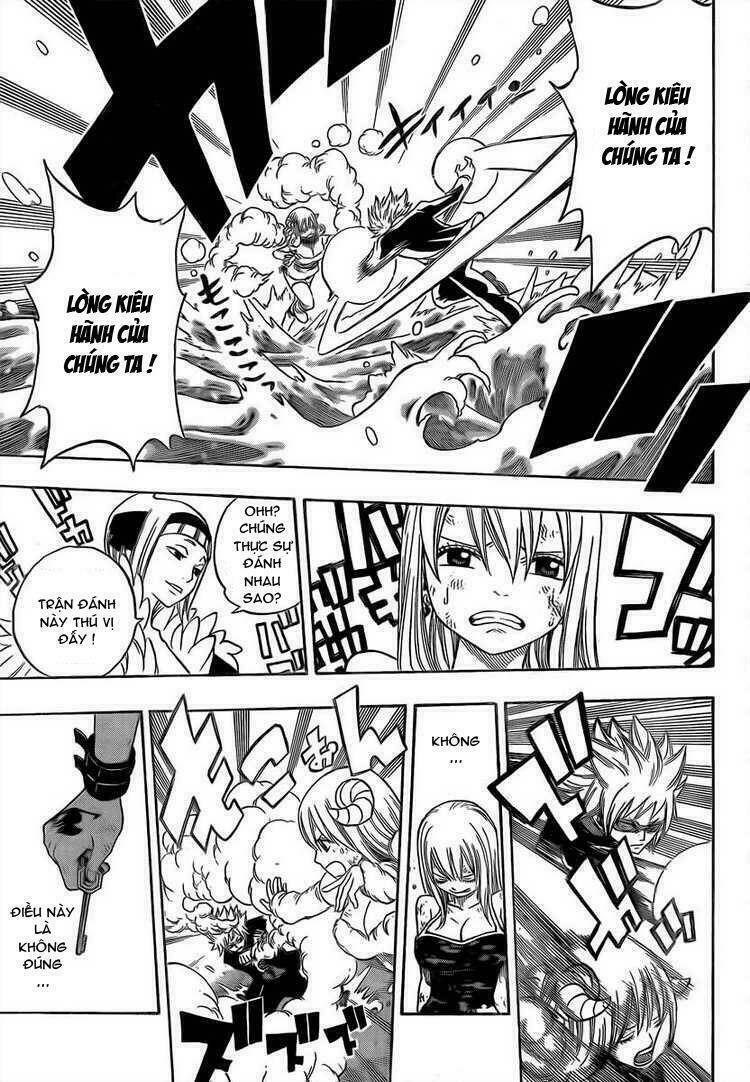 LÒNG KIÊU
HÃNH CỦA
CHÚNG TA !
LÒNG KIÊU
HÃNH CỦA
CHÚNG TA !
OHH?
CHÚNG
THỰC SỰ
ĐÁNH
NHAU
SAO?
TRẬN ĐÁNH
NÀY THÚ VỊ
ĐẤY !
KHÔNG
...
ĐIỀU NÀY
LÀ
KHÔNG
ĐÚNG
...